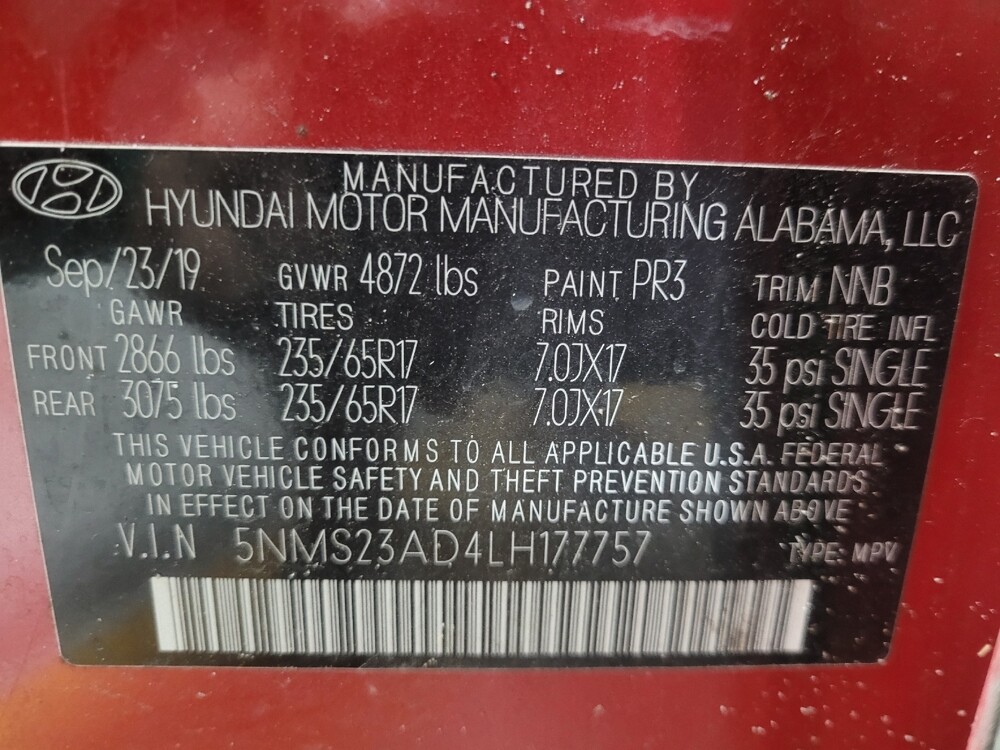 MANUFACTURED BY
HYUNDAI MOTOR MANUFACTURING ALABAMA, LLC
Sep/23/19 GVWR 4872 lbs PAINT PR3 TRIM NNB
GAWR TIRES RIMS COLD TIRE INFL
FRONT 2866 lbs 235/65R17 7.0JX17 35 psi SINGLE
REAR 3075 lbs 235/65R17 7.0JX17 35 psi SINGLE
THIS VEHICLE CONFORMS TO ALL APPLICABLE U.S.A. FEDERAL
MOTOR VEHICLE SAFETY AND THEFT PREVENTION STANDARDS
IN EFFECT ON THE DATE OF MANUFACTURE SHOWN ABOVE
V.I.N 5NMS23AD4LH177757 TYPE: MPV